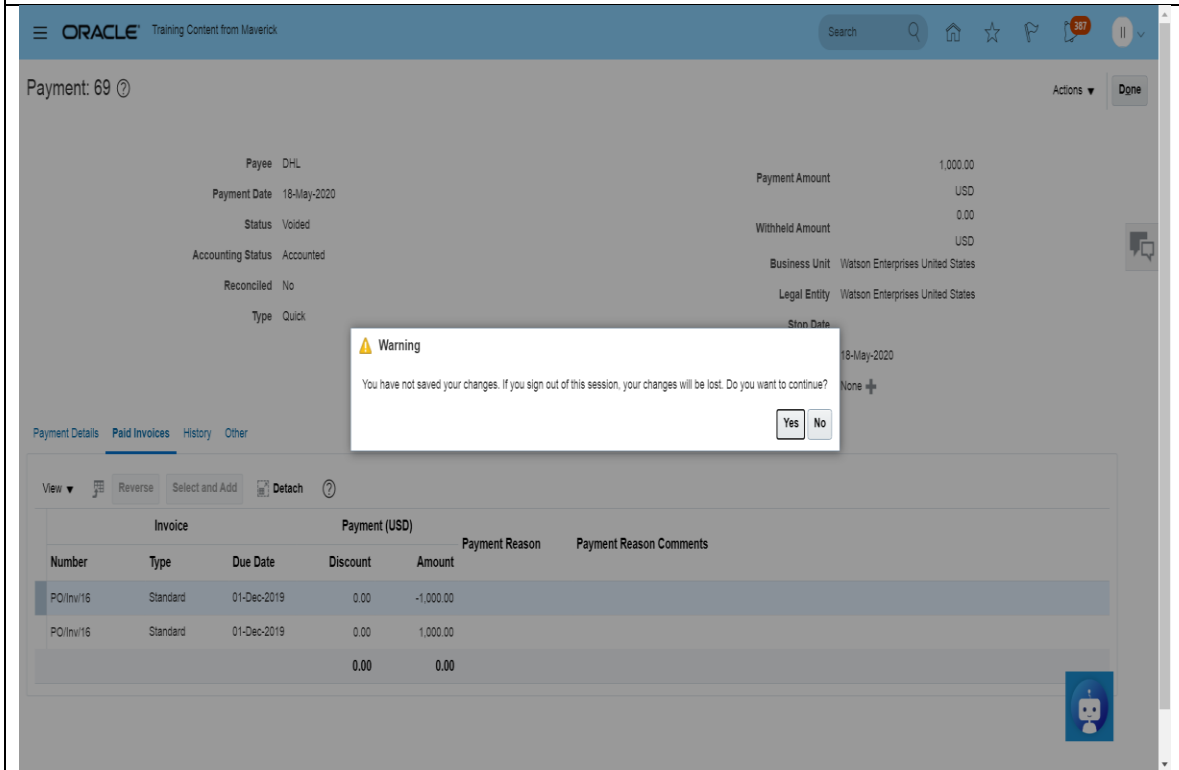 ORACLE® Training Content from Maverick
Search
387
II
Payment: 69 ?
Actions ▼ Done
Payee DHL
Payment Date 18-May-2020
Status Voided
Accounting Status Accounted
Reconciled No
Type Quick
Payment Amount 1,000.00
USD
Withheld Amount 0.00
USD
Business Unit Watson Enterprises United States
Legal Entity Watson Enterprises United States
Stop Date
18-May-2020
None
Warning
You have not saved your changes. If you sign out of this session, your changes will be lost. Do you want to continue?
Yes No
Payment Details Paid Invoices History Other
View ▼ Reverse Select and Add Detach ?
Invoice Payment (USD) Payment Reason Payment Reason Comments
Number Type Due Date Discount Amount
PO/Inv/16 Standard 01-Dec-2019 0.00 -1,000.00
PO/Inv/16 Standard 01-Dec-2019 0.00 1,000.00
0.00 0.00